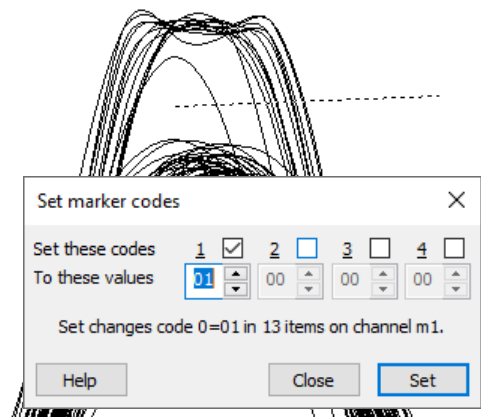 Set marker codes
Set these codes 1 2 3 4
To these values 01 00 00 00
Set changes code 0=01 in 13 items on channel m1.
Help Close Set